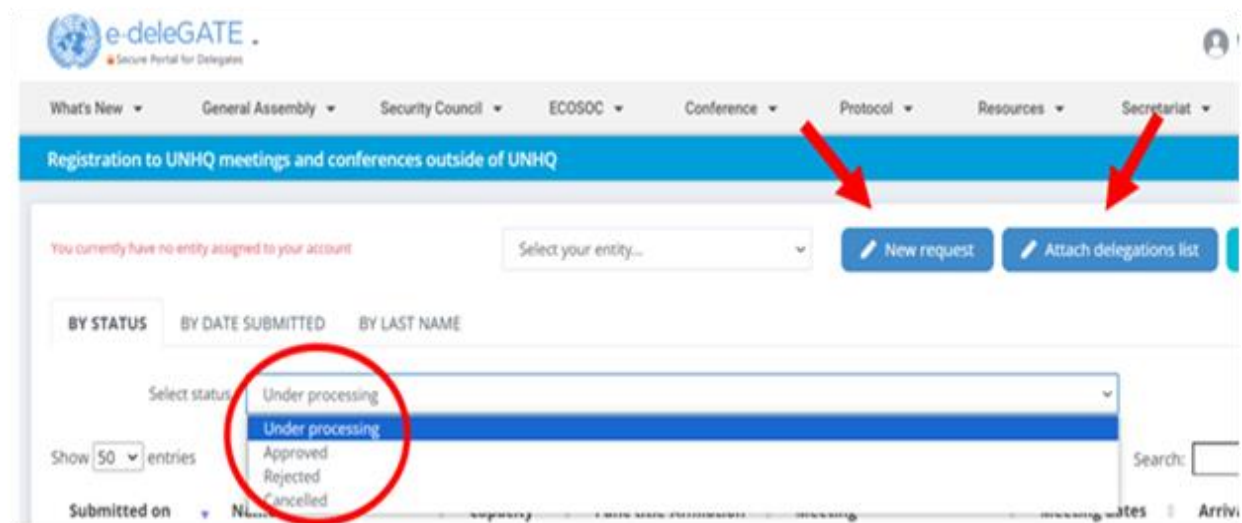 e-deleGATE .
Secure Portal for Delegates
What's New General Assembly Security Council ECOSOC Conference Protocol Resources Secretariat
Registration to UNHQ meetings and conferences outside of UNHQ
You currently have no entity assigned to your account Select your entity... New request Attach delegations list
BY STATUS BY DATE SUBMITTED BY LAST NAME
Select status Under processing
Under processing
Approved
Show 50 entries Search:
Rejected
Cancelled
Submitted on